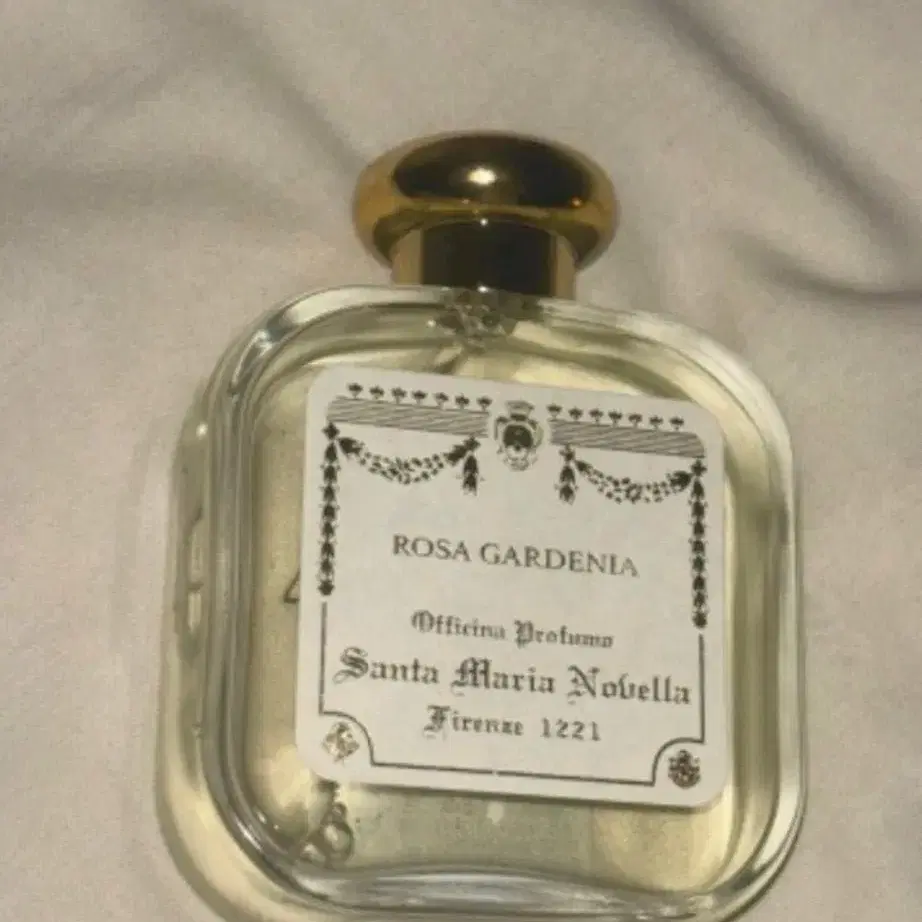 ROSA GARDENIA
Officina Profumo
Santa Maria Novella
Firenze 1221